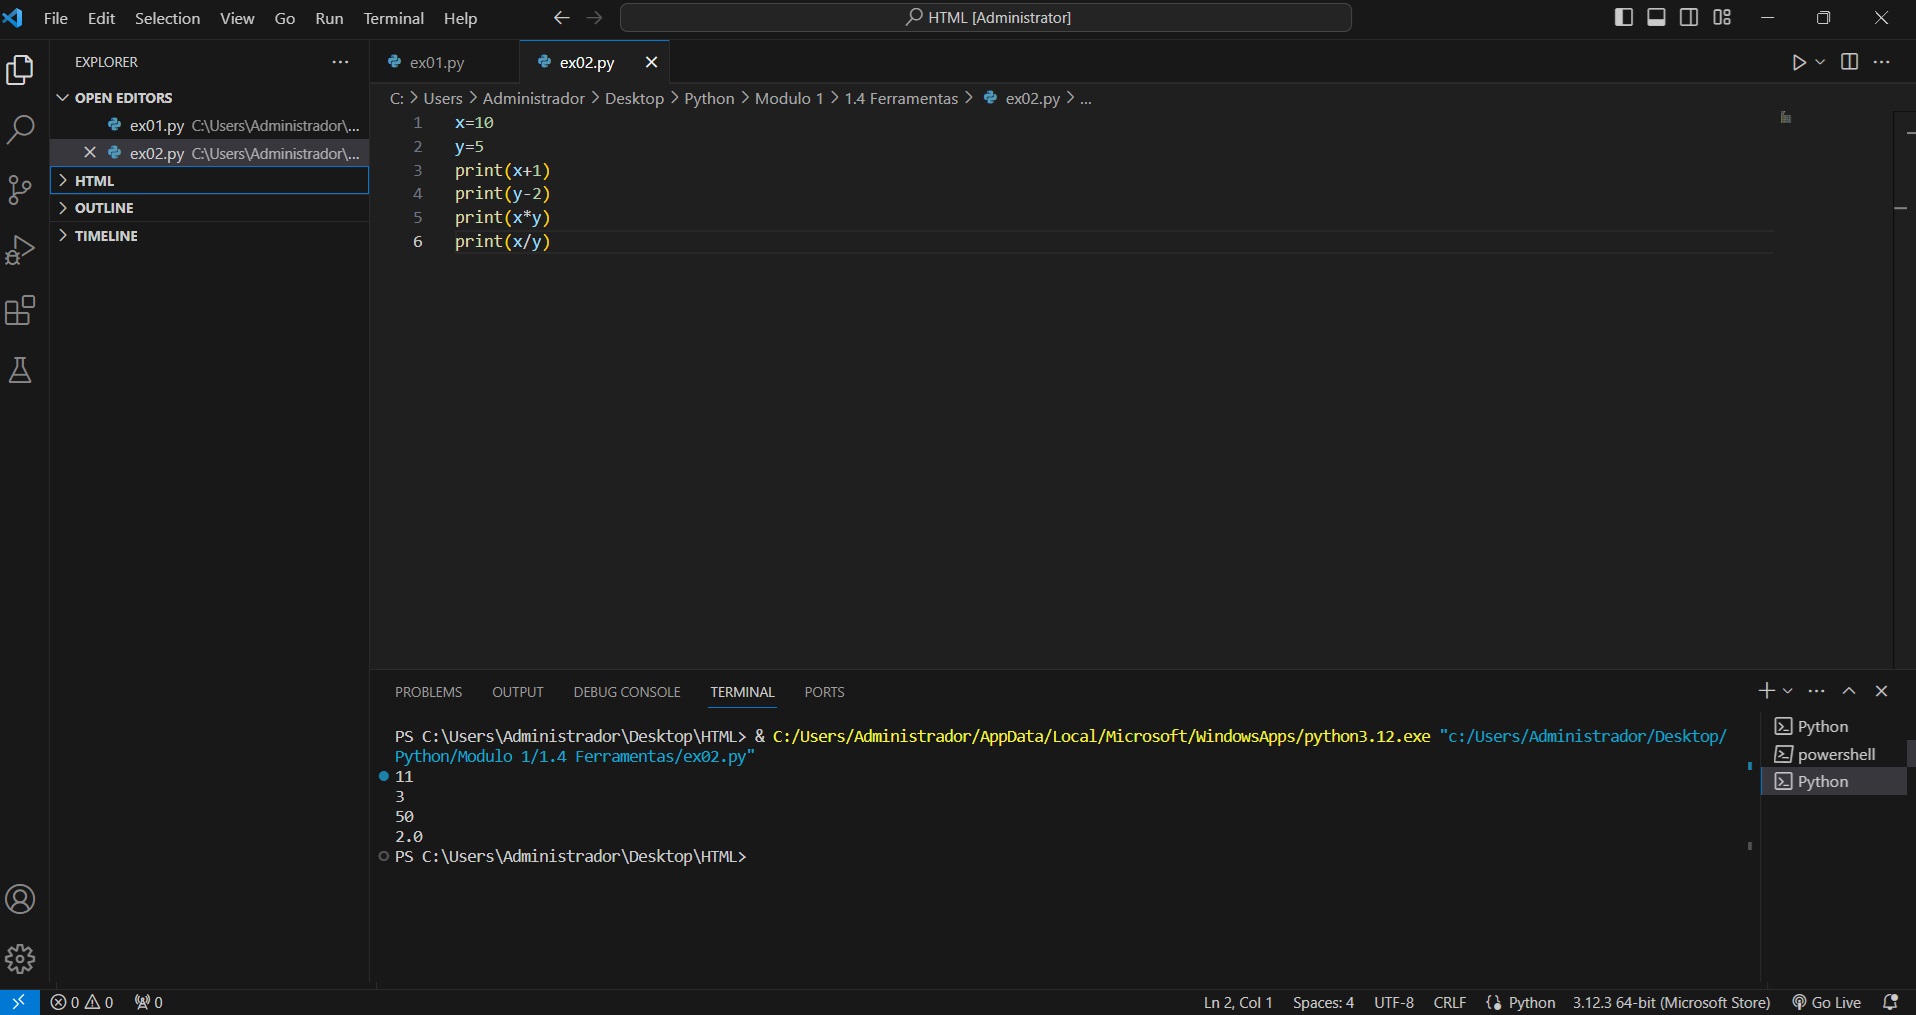 File Edit Selection View Go Run Terminal Help
HTML [Administrator]
EXPLORER
OPEN EDITORS
ex01.py C:\Users\Administrador\...
ex02.py C:\Users\Administrador\...
HTML
OUTLINE
TIMELINE
ex01.py
ex02.py
C: > Users > Administrador > Desktop > Python > Modulo 1 > 1.4 Ferramentas > ex02.py > ...
1 x=10
2 y=5
3 print(x+1)
4 print(y-2)
5 print(x*y)
6 print(x/y)
PROBLEMS OUTPUT DEBUG CONSOLE TERMINAL PORTS
PS C:\Users\Administrador\Desktop\HTML> & C:/Users/Administrador/AppData/Local/Microsoft/WindowsApps/python3.12.exe "c:/Users/Administrador/Desktop/
Python/Modulo 1/1.4 Ferramentas/ex02.py"
11
3
50
2.0
PS C:\Users\Administrador\Desktop\HTML>
Python
powershell
Python
0 0 0
Ln 2, Col 1 Spaces: 4 UTF-8 CRLF {} Python 3.12.3 64-bit (Microsoft Store) Go Live